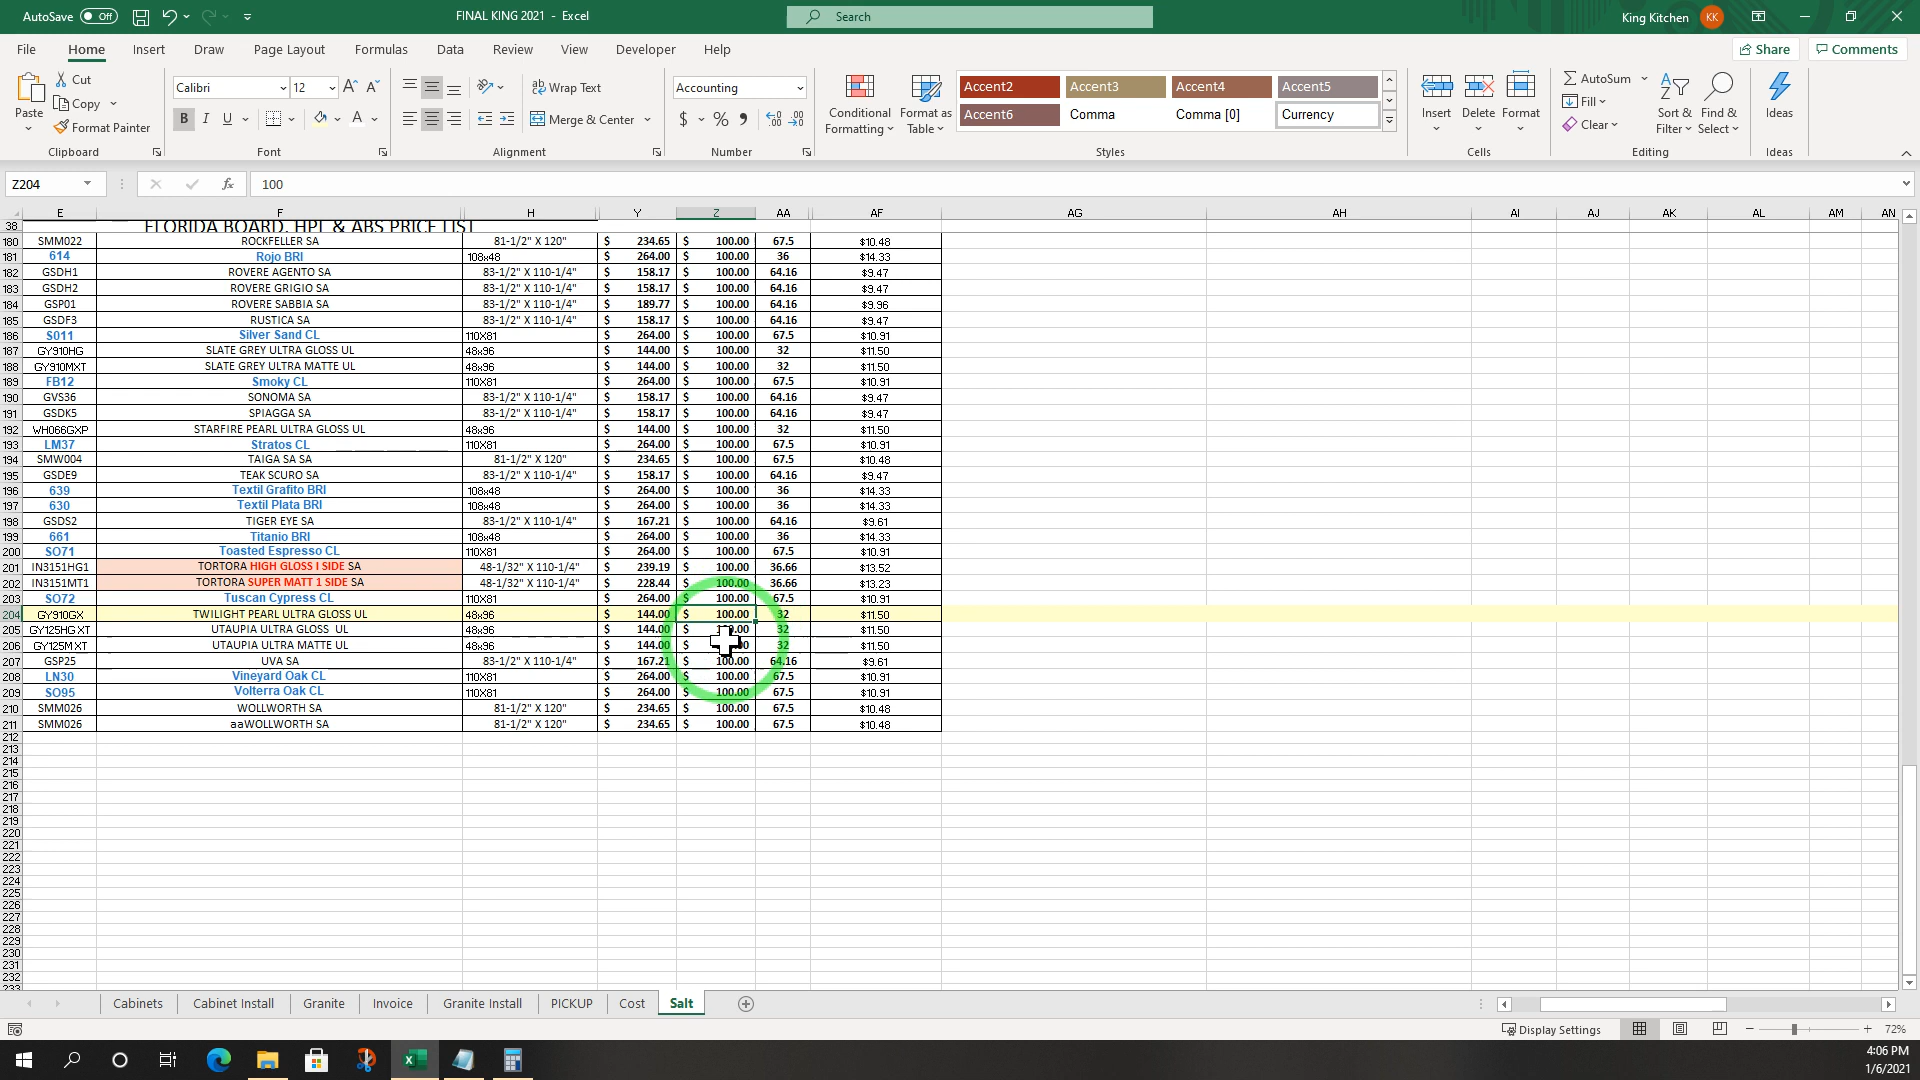 AutoSave Off FINAL KING 2021 - Excel Search King Kitchen KK
File Home Insert Draw Page Layout Formulas Data Review View Developer Help Share Comments
Paste Cut Copy Format Painter Clipboard
Calibri 12 B I U A Font
Wrap Text Merge & Center Alignment
Accounting $ % Number
Conditional Formatting Format as Table Accent2 Accent3 Accent4 Accent5
Accent6 Comma Comma [0] Currency Styles
Insert Delete Format Cells
AutoSum Fill Clear Sort & Filter Find & Select Editing
Ideas Ideas
Z204 fx 100
E F H Y Z AA AF AG AH AI AJ AK AL AM AN
38 FLORIDA BOARD, HPL & ABS PRICE LIST
180 SMM022 ROCKFELLER SA 81-1/2" X 120" $ 234.65 $ 100.00 67.5 $10.48
181 614 Rojo BRI 108x48 $ 264.00 $ 100.00 36 $14.33
182 GSDH1 ROVERE AGENTO SA 83-1/2" X 110-1/4" $ 158.17 $ 100.00 64.16 $9.47
183 GSDH2 ROVERE GRIGIO SA 83-1/2" X 110-1/4" $ 158.17 $ 100.00 64.16 $9.47
184 GSP01 ROVERE SABBIA SA 83-1/2" X 110-1/4" $ 189.77 $ 100.00 64.16 $9.96
185 GSDF3 RUSTICA SA 83-1/2" X 110-1/4" $ 158.17 $ 100.00 64.16 $9.47
186 S011 Silver Sand CL 110X81 $ 264.00 $ 100.00 67.5 $10.91
187 GY910HG SLATE GREY ULTRA GLOSS UL 48x96 $ 144.00 $ 100.00 32 $11.50
188 GY910MXT SLATE GREY ULTRA MATTE UL 48x96 $ 144.00 $ 100.00 32 $11.50
189 FB12 Smoky CL 110X81 $ 264.00 $ 100.00 67.5 $10.91
190 GVS36 SONOMA SA 83-1/2" X 110-1/4" $ 158.17 $ 100.00 64.16 $9.47
191 GSDK5 SPIAGGA SA 83-1/2" X 110-1/4" $ 158.17 $ 100.00 64.16 $9.47
192 WH066GXP STARFIRE PEARL ULTRA GLOSS UL 48x96 $ 144.00 $ 100.00 32 $11.50
193 LM37 Stratos CL 110X81 $ 264.00 $ 100.00 67.5 $10.91
194 SMW004 TAIGA SA SA 81-1/2" X 120" $ 234.65 $ 100.00 67.5 $10.48
195 GSDE9 TEAK SCURO SA 83-1/2" X 110-1/4" $ 158.17 $ 100.00 64.16 $9.47
196 639 Textil Grafito BRI 108x48 $ 264.00 $ 100.00 36 $14.33
197 630 Textil Plata BRI 108x48 $ 264.00 $ 100.00 36 $14.33
198 GSDS2 TIGER EYE SA 83-1/2" X 110-1/4" $ 167.21 $ 100.00 64.16 $9.61
199 661 Titanio BRI 108x48 $ 264.00 $ 100.00 36 $14.33
200 SO71 Toasted Espresso CL 110X81 $ 264.00 $ 100.00 67.5 $10.91
201 IN3151HG1 TORTORA HIGH GLOSS I SIDE SA 48-1/32" X 110-1/4" $ 239.19 $ 100.00 36.66 $13.52
202 IN3151MT1 TORTORA SUPER MATT 1 SIDE SA 48-1/32" X 110-1/4" $ 228.44 $ 100.00 36.66 $13.23
203 SO72 Tuscan Cypress CL 110X81 $ 264.00 $ 100.00 67.5 $10.91
204 GY910GX TWILIGHT PEARL ULTRA GLOSS UL 48x96 $ 144.00 $ 100.00 32 $11.50
205 GY125HG XT UTAUPIA ULTRA GLOSS UL 48x96 $ 144.00 $ 32 $11.50
206 GY125M XT UTAUPIA ULTRA MATTE UL 48x96 $ 144.00 $ 32 $11.50
207 GSP25 UVA SA 83-1/2" X 110-1/4" $ 167.21 $ 100.00 64.16 $9.61
208 LN30 Vineyard Oak CL 110X81 $ 264.00 $ 100.00 67.5 $10.91
209 SO95 Volterra Oak CL 110X81 $ 264.00 $ 100.00 67.5 $10.91
210 SMM026 WOLLWORTH SA 81-1/2" X 120" $ 234.65 $ 100.00 67.5 $10.48
211 SMM026 aaWOLLWORTH SA 81-1/2" X 120" $ 234.65 $ 100.00 67.5 $10.48
212
213
214
215
216
217
218
219
220
221
222
223
224
225
226
227
228
229
230
231
232
233
Cabinets Cabinet Install Granite Invoice Granite Install PICKUP Cost Salt
Display Settings 72%
4:06 PM
1/6/2021